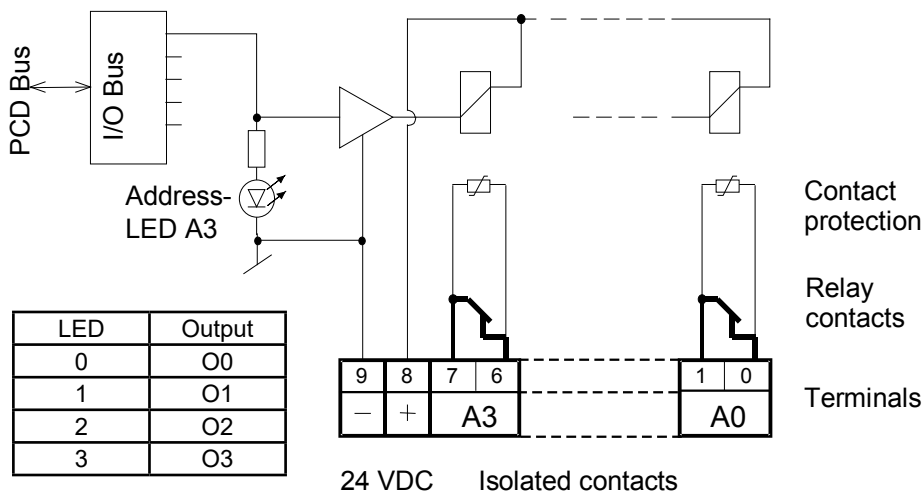 PCD Bus
I/O Bus
Address-
LED A3
Contact
protection
Relay
contacts
LED Output
0 O0
1 O1
2 O2
3 O3
9 8 7 6 1 0
− + A3 A0
Terminals
24 VDC Isolated contacts